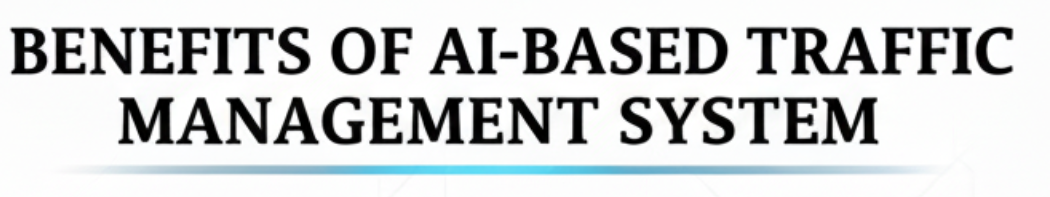 BENEFITS OF AI-BASED TRAFFIC
MANAGEMENT SYSTEM